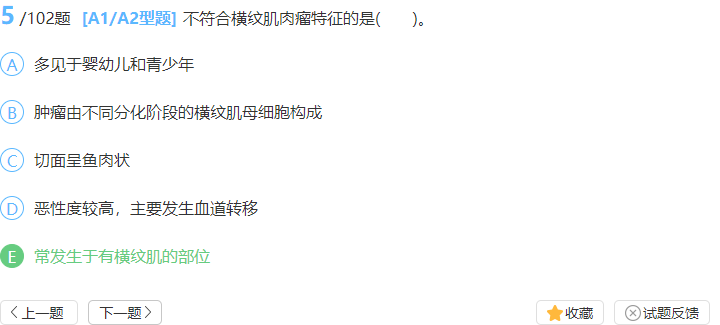 5 /102题 [A1/A2型题] 不符合横纹肌肉瘤特征的是(　　)。
A 多见于婴幼儿和青少年
B 肿瘤由不同分化阶段的横纹肌母细胞构成
C 切面呈鱼肉状
D 恶性度较高，主要发生血道转移
E 常发生于有横纹肌的部位
上一题 下一题 收藏 试题反馈